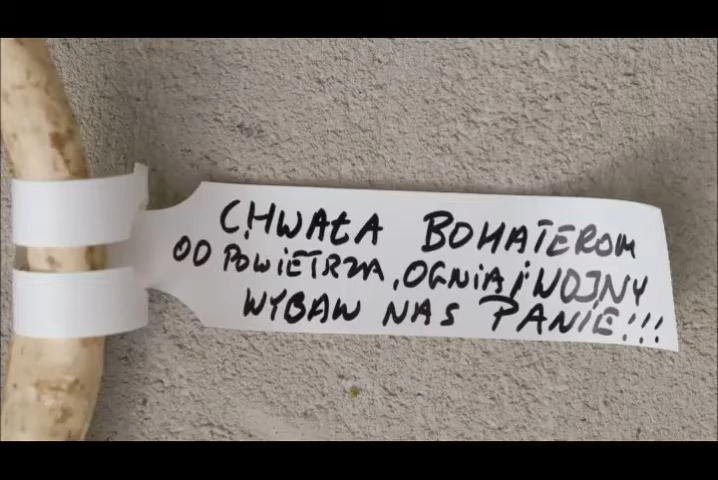 CHWAŁA BOHATEROM
OD POWIETRZA, OGNIA i WOJNY
WYBAW NAS PANIE!!!